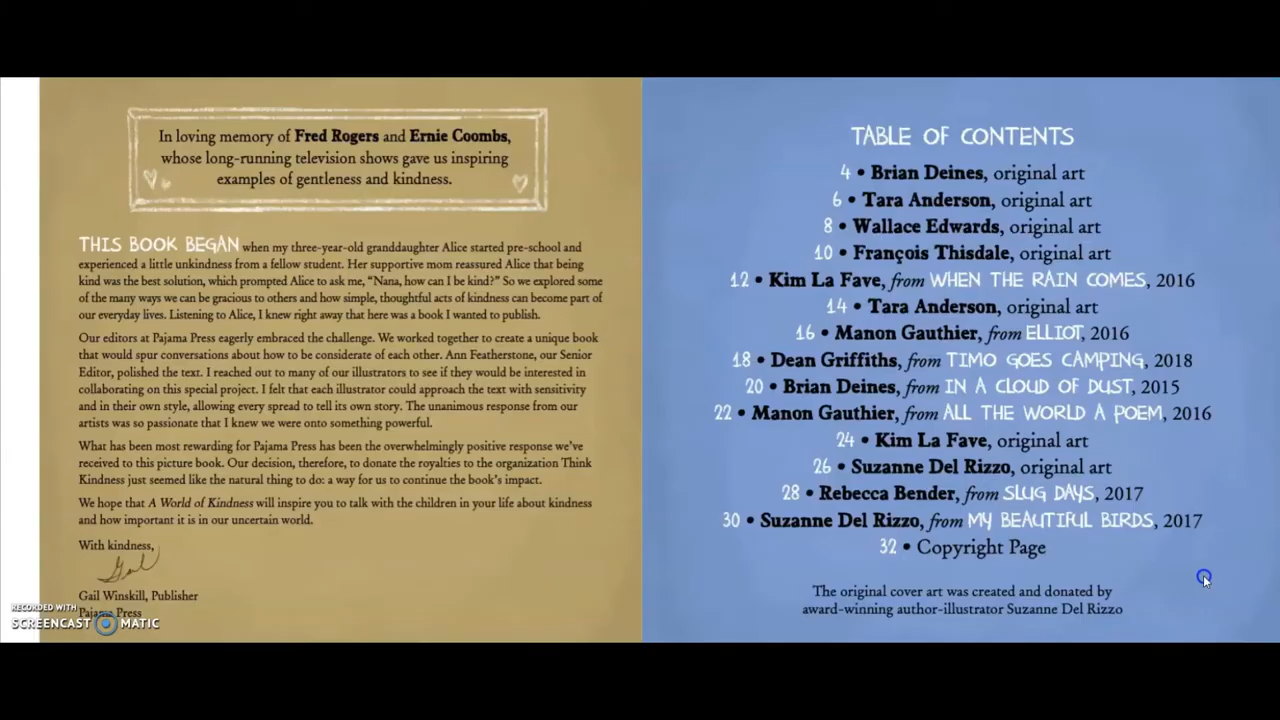 In loving memory of Fred Rogers and Ernie Coombs,
whose long-running television shows gave us inspiring
examples of gentleness and kindness.
THIS BOOK BEGAN when my three-year-old granddaughter Alice started pre-school and
experienced a little unkindness from a fellow student. Her supportive mom reassured Alice that being
kind was the best solution, which prompted Alice to ask me, “Nana, how can I be kind?” So we explored some
of the many ways we can be gracious to others and how simple, thoughtful acts of kindness can become part of
our everyday lives. Listening to Alice, I knew right away that here was a book I wanted to publish.
Our editors at Pajama Press eagerly embraced the challenge. We worked together to create a unique book
that would spur conversations about how to be considerate of each other. Ann Featherstone, our Senior
Editor, polished the text. I reached out to many of our illustrators to see if they would be interested in
collaborating on this special project. I felt that each illustrator could approach the text with sensitivity
and in their own style, allowing every spread to tell its own story. The unanimous response from our
artists was so passionate that I knew we were onto something powerful.
What has been most rewarding for Pajama Press has been the overwhelmingly positive response we’ve
received to this picture book. Our decision, therefore, to donate the royalties to the organization Think
Kindness just seemed like the natural thing to do: a way for us to continue the book’s impact.
We hope that A World of Kindness will inspire you to talk with the children in your life about kindness
and how important it is in our uncertain world.
With kindness,
Gail
Gail Winskill, Publisher
Pajama Press
RECORDED WITH
SCREENCAST MATIC
TABLE OF CONTENTS
4 • Brian Deines, original art
6 • Tara Anderson, original art
8 • Wallace Edwards, original art
10 • François Thisdale, original art
12 • Kim La Fave, from WHEN THE RAIN COMES, 2016
14 • Tara Anderson, original art
16 • Manon Gauthier, from ELLIOT, 2016
18 • Dean Griffiths, from TIMO GOES CAMPING, 2018
20 • Brian Deines, from IN A CLOUD OF DUST, 2015
22 • Manon Gauthier, from ALL THE WORLD A POEM, 2016
24 • Kim La Fave, original art
26 • Suzanne Del Rizzo, original art
28 • Rebecca Bender, from SLUG DAYS, 2017
30 • Suzanne Del Rizzo, from MY BEAUTIFUL BIRDS, 2017
32 • Copyright Page
The original cover art was created and donated by
award-winning author-illustrator Suzanne Del Rizzo